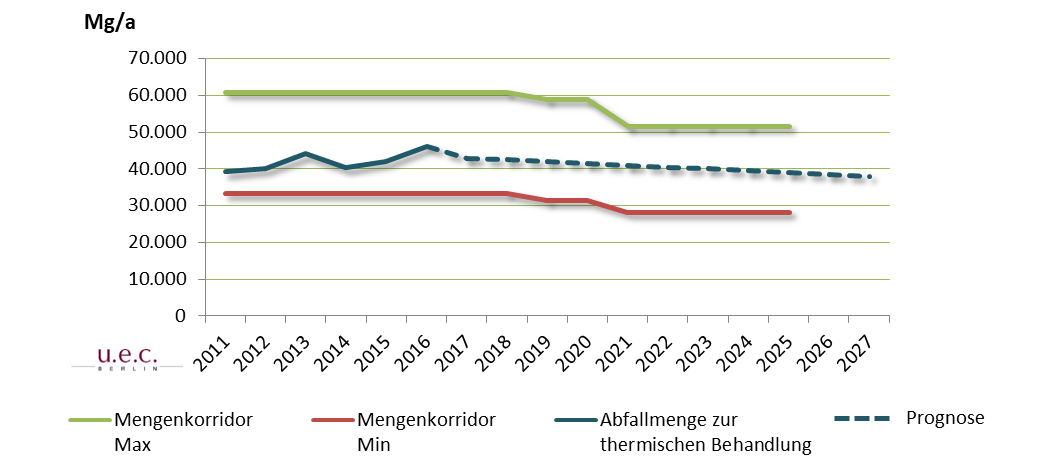 Mg/a
70.000
60.000
50.000
40.000
30.000
20.000
10.000
0
2011
2012
2013
2014
2015
2016
2017
2018
2019
2020
2021
2022
2023
2024
2025
2026
2027
u.e.c.
BERLIN
Mengenkorridor
Max
Mengenkorridor
Min
Abfallmenge zur
thermischen Behandlung
Prognose